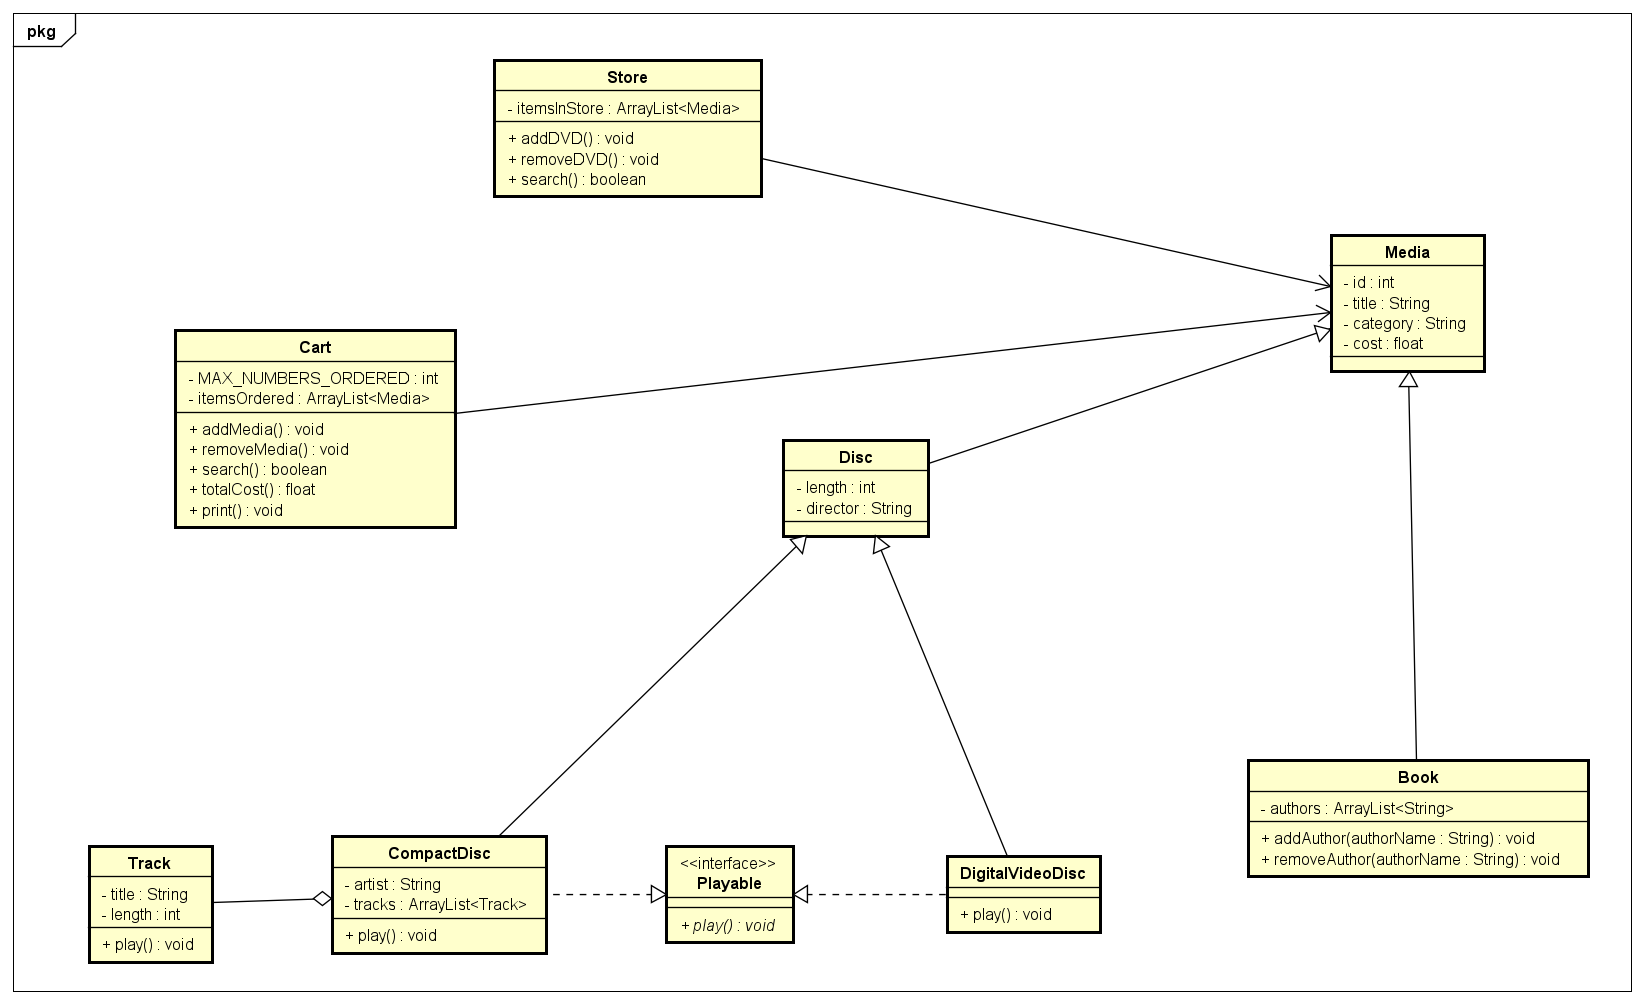 pkg
Store
- itemsInStore : ArrayList<Media>
+ addDVD() : void
+ removeDVD() : void
+ search() : boolean
Media
- id : int
- title : String
- category : String
- cost : float
Cart
- MAX_NUMBERS_ORDERED : int
- itemsOrdered : ArrayList<Media>
+ addMedia() : void
+ removeMedia() : void
+ search() : boolean
+ totalCost() : float
+ print() : void
Disc
- length : int
- director : String
Book
- authors : ArrayList<String>
+ addAuthor(authorName : String) : void
+ removeAuthor(authorName : String) : void
Track
- title : String
- length : int
+ play() : void
CompactDisc
- artist : String
- tracks : ArrayList<Track>
+ play() : void
<<interface>>
Playable
+ play() : void
DigitalVideoDisc
+ play() : void